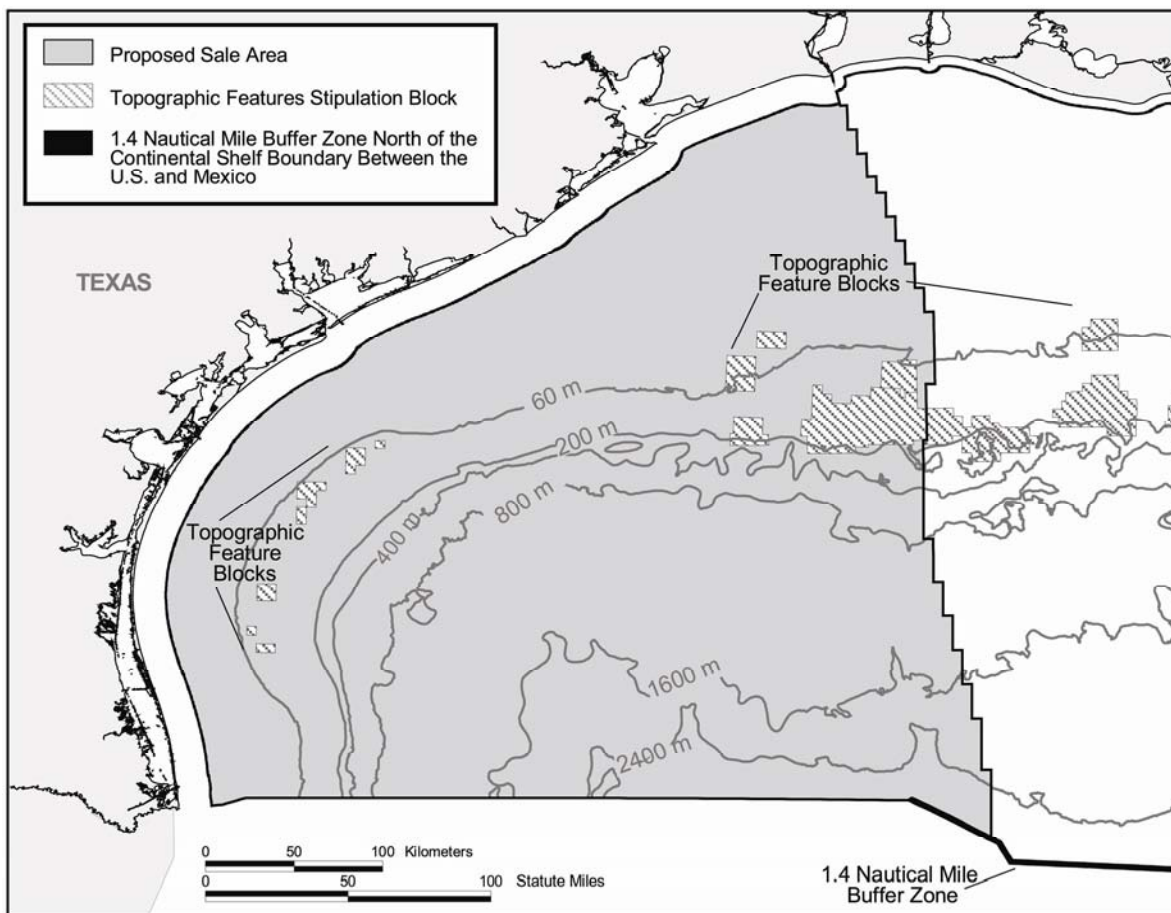 Proposed Sale Area
Topographic Features Stipulation Block
1.4 Nautical Mile Buffer Zone North of the
Continental Shelf Boundary Between the
U.S. and Mexico
TEXAS
Topographic
Feature Blocks
60 m
200 m
400 m
800 m
Topographic
Feature
Blocks
1600 m
2400 m
0 50 100 Kilometers
0 50 100 Statute Miles
1.4 Nautical Mile
Buffer Zone